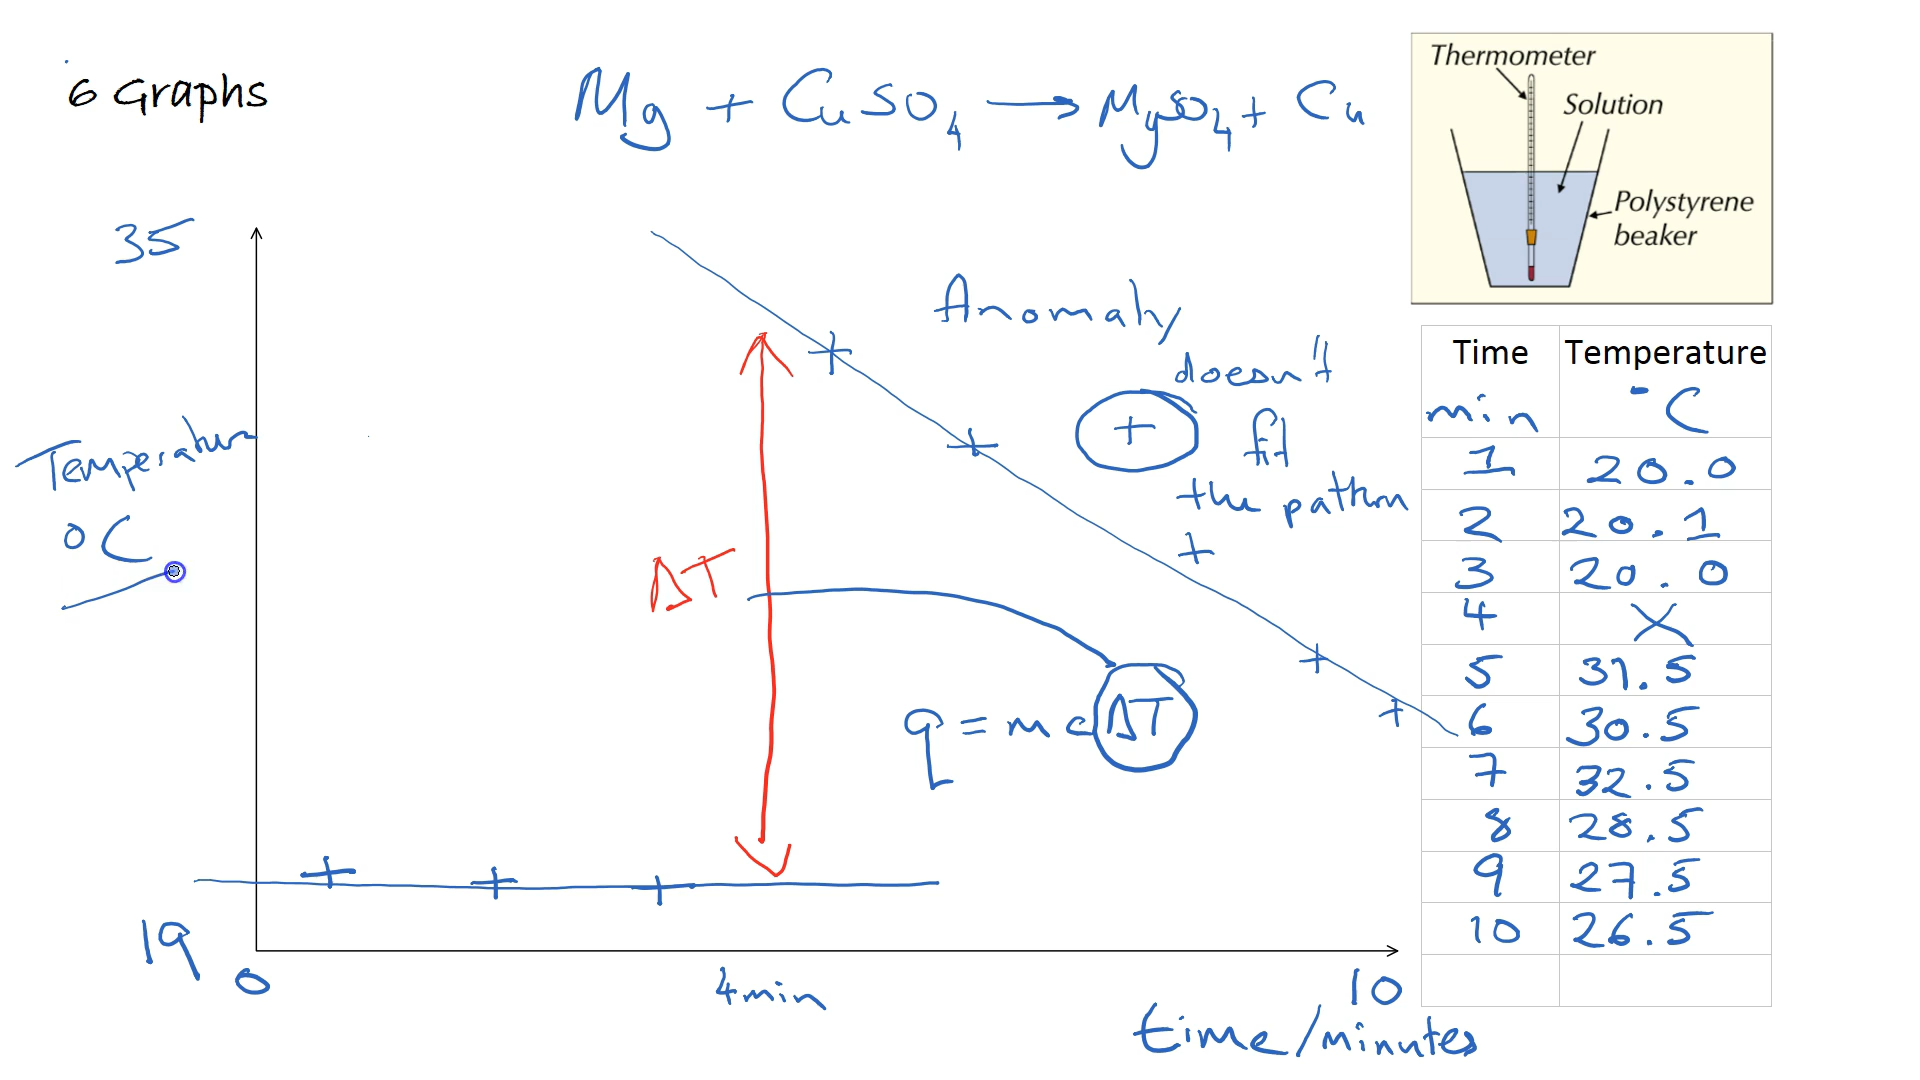 6 Graphs
Mg + CuSO4 → MgSO4 + Cu
Thermometer
Solution
Polystyrene
beaker
35
Temperature
oC
19
0
4min
10
time/minutes
ΔT
q = mcΔT
Anomaly
doesn't
fit
the pattern
Time Temperature
min °C
1 20.0
2 20.1
3 20.0
4 X
5 31.5
6 30.5
7 32.5
8 28.5
9 27.5
10 26.5